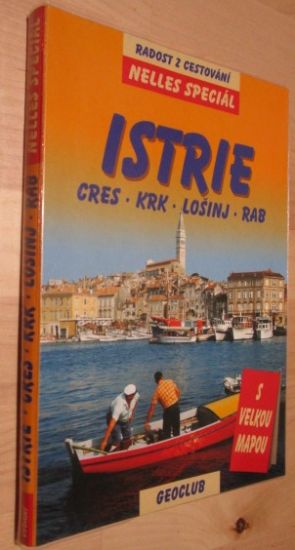 RADOST Z CESTOVÁNÍ
NELLES SPECIÁL
ISTRIE
CRES · KRK · LOŠINJ · RAB
S
VELKOU
MAPOU
GEOCLUB
ISTRIE · CRES · KRK · LOŠINJ · RAB NELLES SPECIÁL